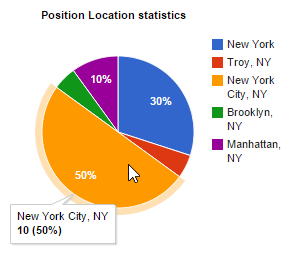 Position Location statistics
10%
30%
50%
New York
Troy, NY
New York
City, NY
Brooklyn,
NY
Manhattan,
NY
New York City, NY
10 (50%)